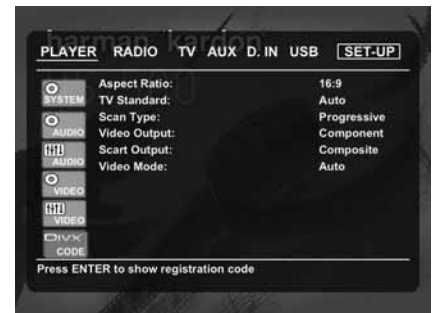 harman kardon
PLAYER RADIO TV AUX D. IN USB SET-UP
SYSTEM
AUDIO
AUDIO
VIDEO
VIDEO
DIVX CODE
Aspect Ratio: 16:9
TV Standard: Auto
Scan Type: Progressive
Video Output: Component
Scart Output: Composite
Video Mode: Auto
Press ENTER to show registration code